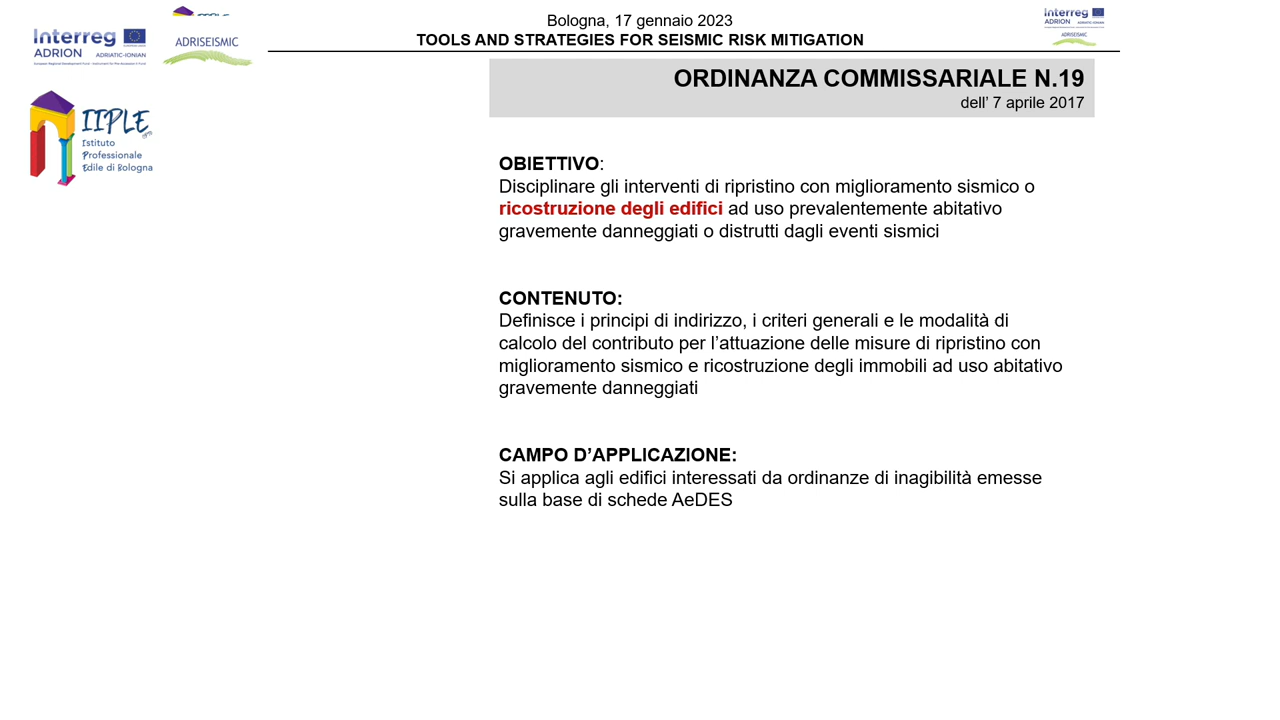 Bologna, 17 gennaio 2023
TOOLS AND STRATEGIES FOR SEISMIC RISK MITIGATION
Interreg
ADRION ADRIATIC-IONIAN
ADRISEISMIC
Interreg
ADRION
ADRISEISMIC
IIPLE
Istituto
Professionale
Edile di Bologna
ORDINANZA COMMISSARIALE N.19
dell’ 7 aprile 2017
OBIETTIVO:
Disciplinare gli interventi di ripristino con miglioramento sismico o
ricostruzione degli edifici ad uso prevalentemente abitativo
gravemente danneggiati o distrutti dagli eventi sismici
CONTENUTO:
Definisce i principi di indirizzo, i criteri generali e le modalità di
calcolo del contributo per l’attuazione delle misure di ripristino con
miglioramento sismico e ricostruzione degli immobili ad uso abitativo
gravemente danneggiati
CAMPO D’APPLICAZIONE:
Si applica agli edifici interessati da ordinanze di inagibilità emesse
sulla base di schede AeDES